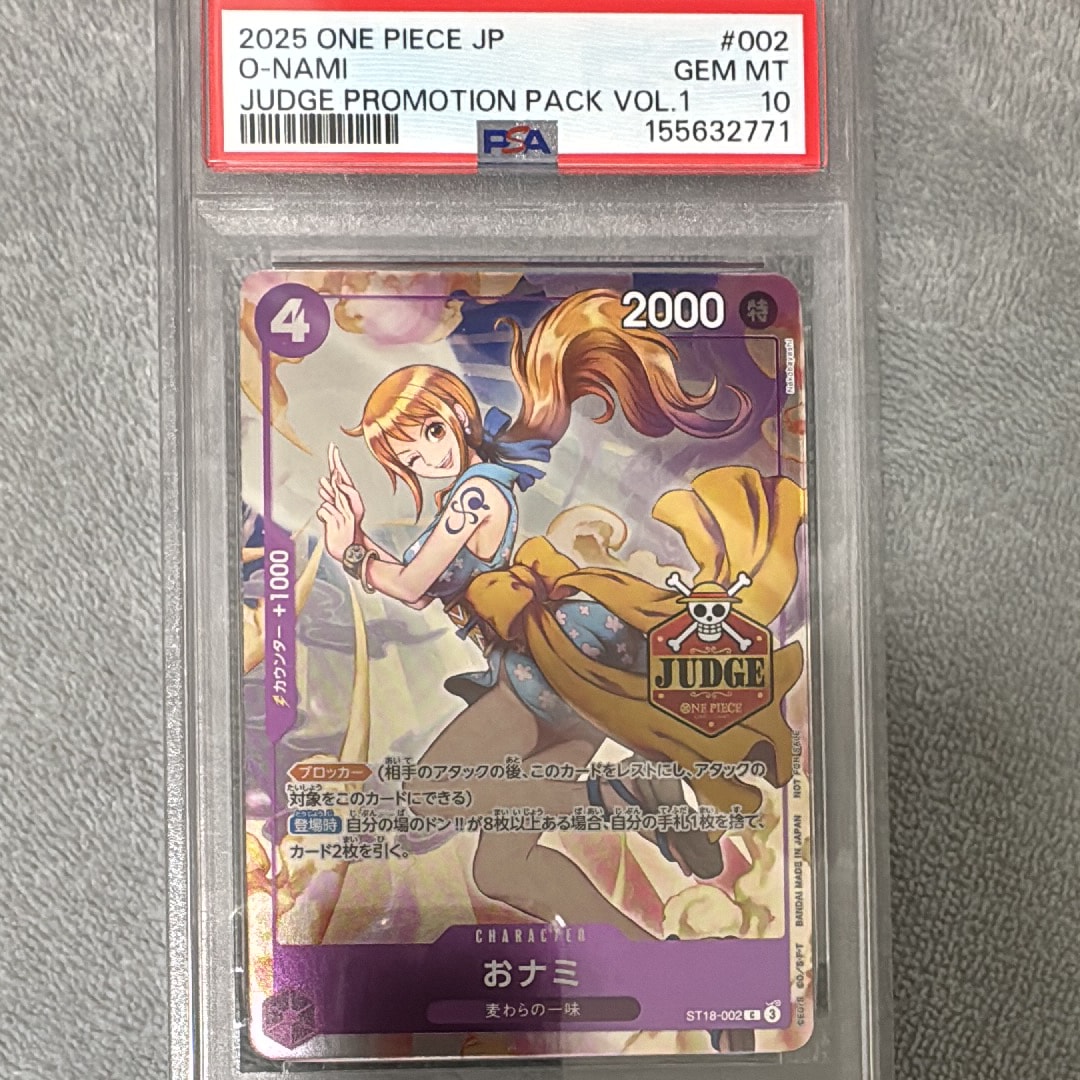 2025 ONE PIECE JP #002
O-NAMI GEM MT
JUDGE PROMOTION PACK VOL.1 10
PSA 155632771
4
2000 特
Nakabayashi
カウンター +1000
JUDGE
ONE PIECE
ブロッカー (相手のアタックの後、このカードをレストにし、アタックの
対象をこのカードにできる)
登場時 自分の場のドン!!が8枚以上ある場合、自分の手札1枚を捨て、
カード2枚を引く。
CHARACTER
おナミ
麦わらの一味
ST18-002 C 3
BANDAI MADE IN JAPAN NOT FOR SALE